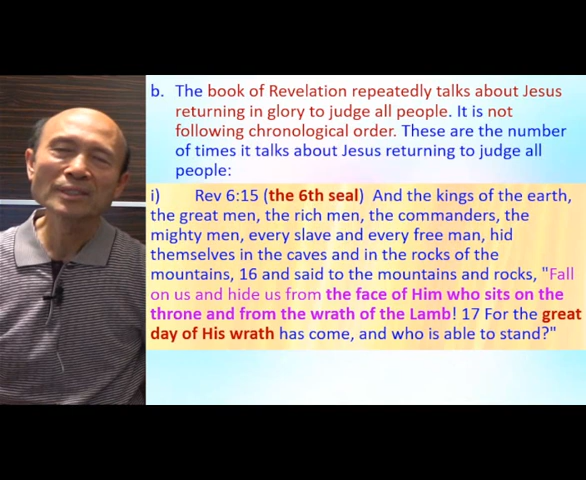 b. The book of Revelation repeatedly talks about Jesus
returning in glory to judge all people. It is not
following chronological order. These are the number
of times it talks about Jesus returning to judge all
people:
i) Rev 6:15 (the 6th seal) And the kings of the earth,
the great men, the rich men, the commanders, the
mighty men, every slave and every free man, hid
themselves in the caves and in the rocks of the
mountains, 16 and said to the mountains and rocks, "Fall
on us and hide us from the face of Him who sits on the
throne and from the wrath of the Lamb! 17 For the great
day of His wrath has come, and who is able to stand?"